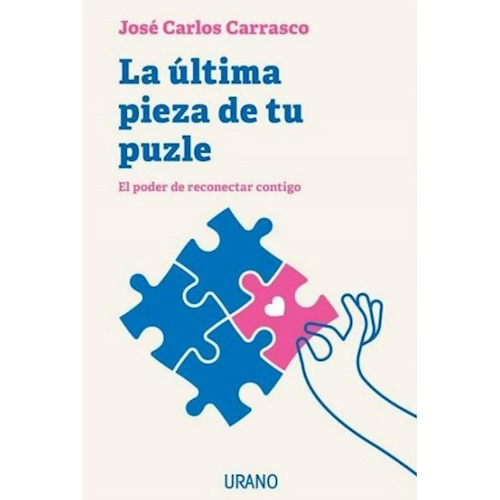 José Carlos Carrasco
La última
pieza de tu
puzle
El poder de reconectar contigo
URANO